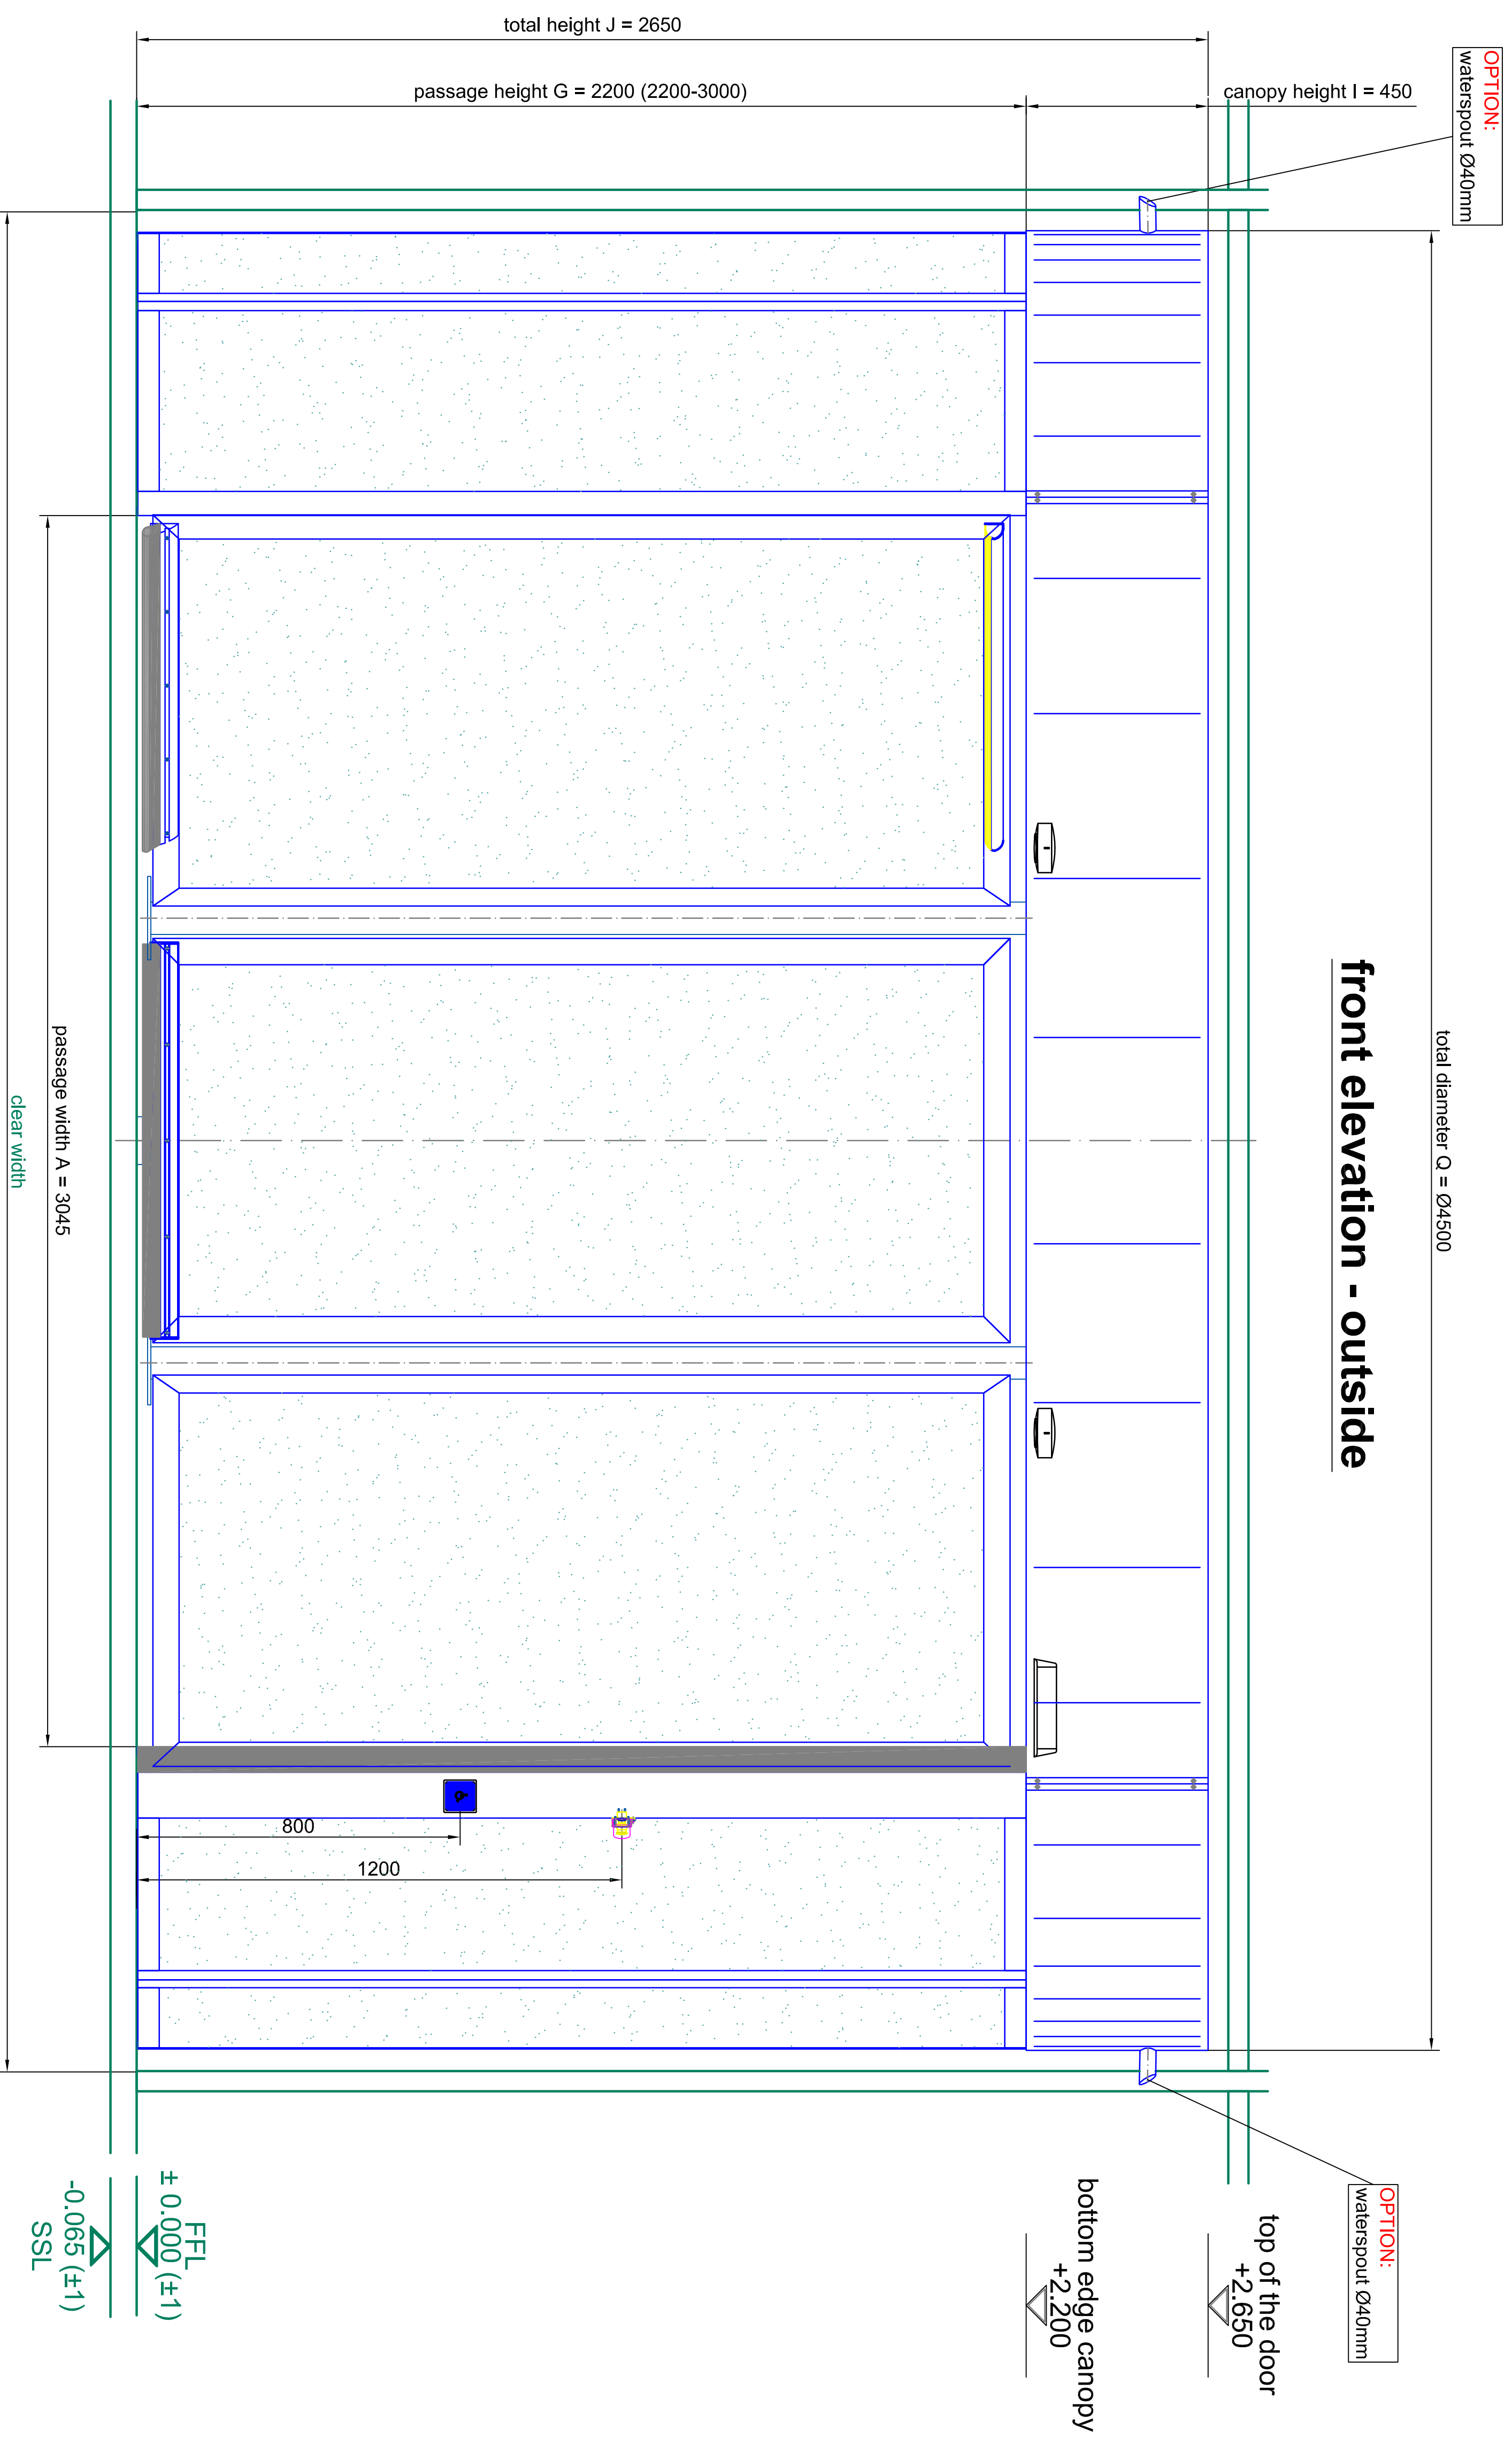 front elevation - outside
total diameter Q = Ø4500
OPTION:
waterspout Ø40mm
OPTION:
waterspout Ø40mm
canopy height I = 450
passage height G = 2200 (2200-3000)
total height J = 2650
top of the door
+2.650
bottom edge canopy
+2.200
1200
800
FFL
± 0.000 (±1)
-0.065 (±1)
SSL
passage width A = 3045
clear width